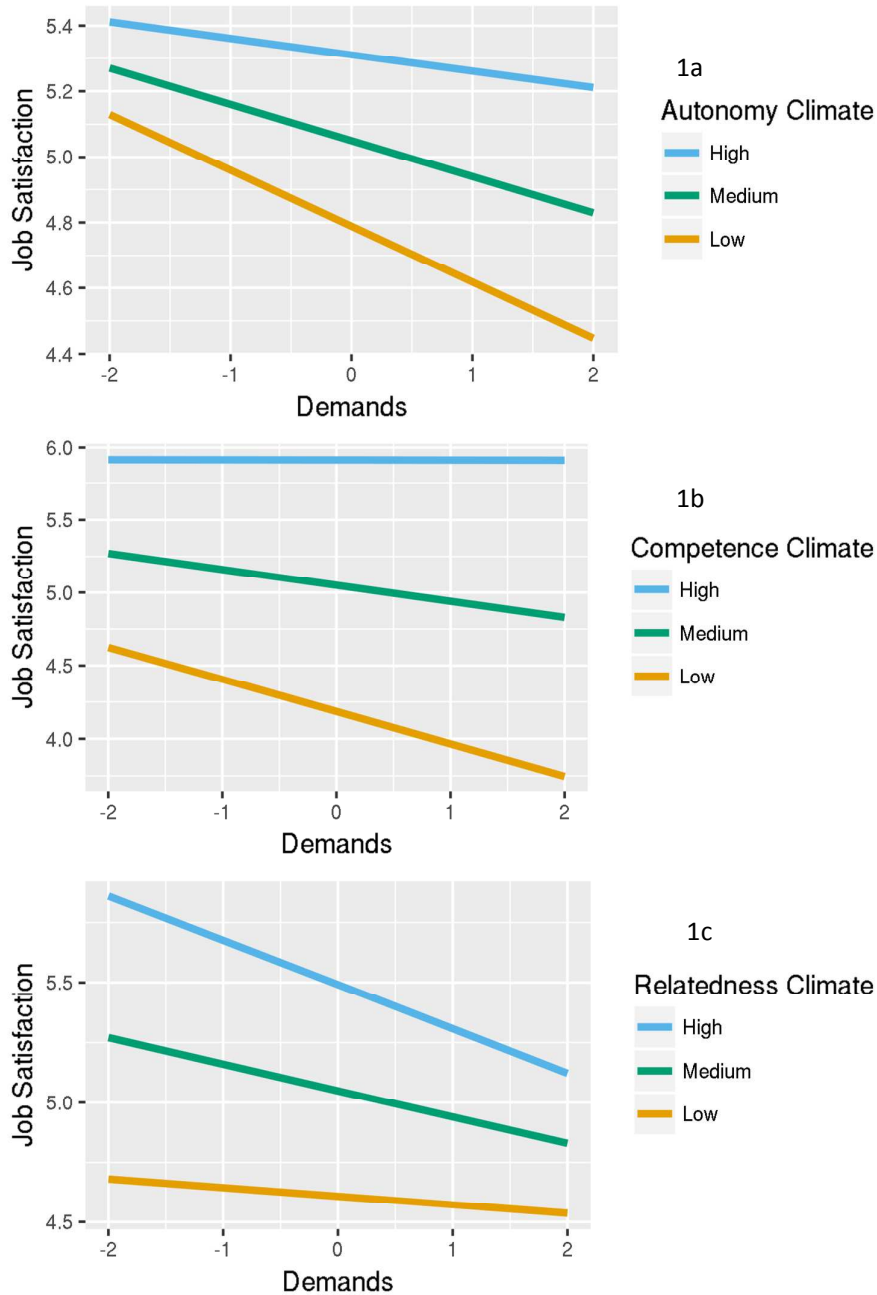 5.4
5.2
5.0
4.8
4.6
4.4
Job Satisfaction
-2 -1 0 1 2
Demands
1a
Autonomy Climate
High
Medium
Low
6.0
5.5
5.0
4.5
4.0
Job Satisfaction
-2 -1 0 1 2
Demands
1b
Competence Climate
High
Medium
Low
5.5
5.0
4.5
Job Satisfaction
-2 -1 0 1 2
Demands
1c
Relatedness Climate
High
Medium
Low